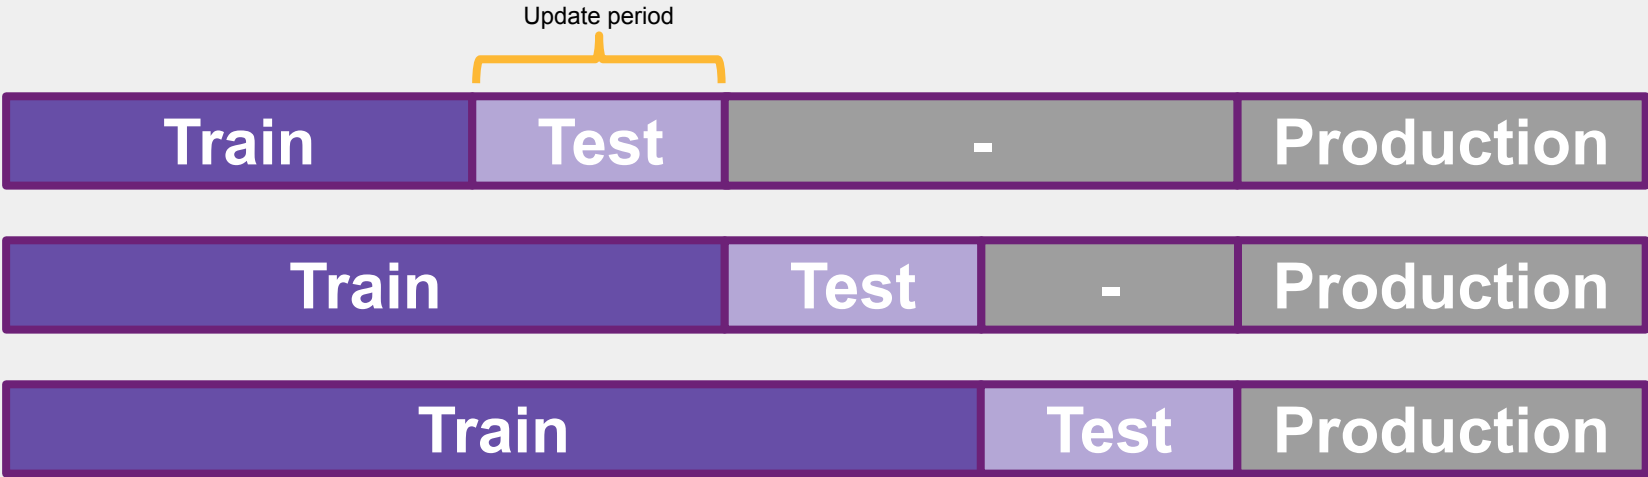 Update period
Train Test - Production
Train Test - Production
Train Test Production